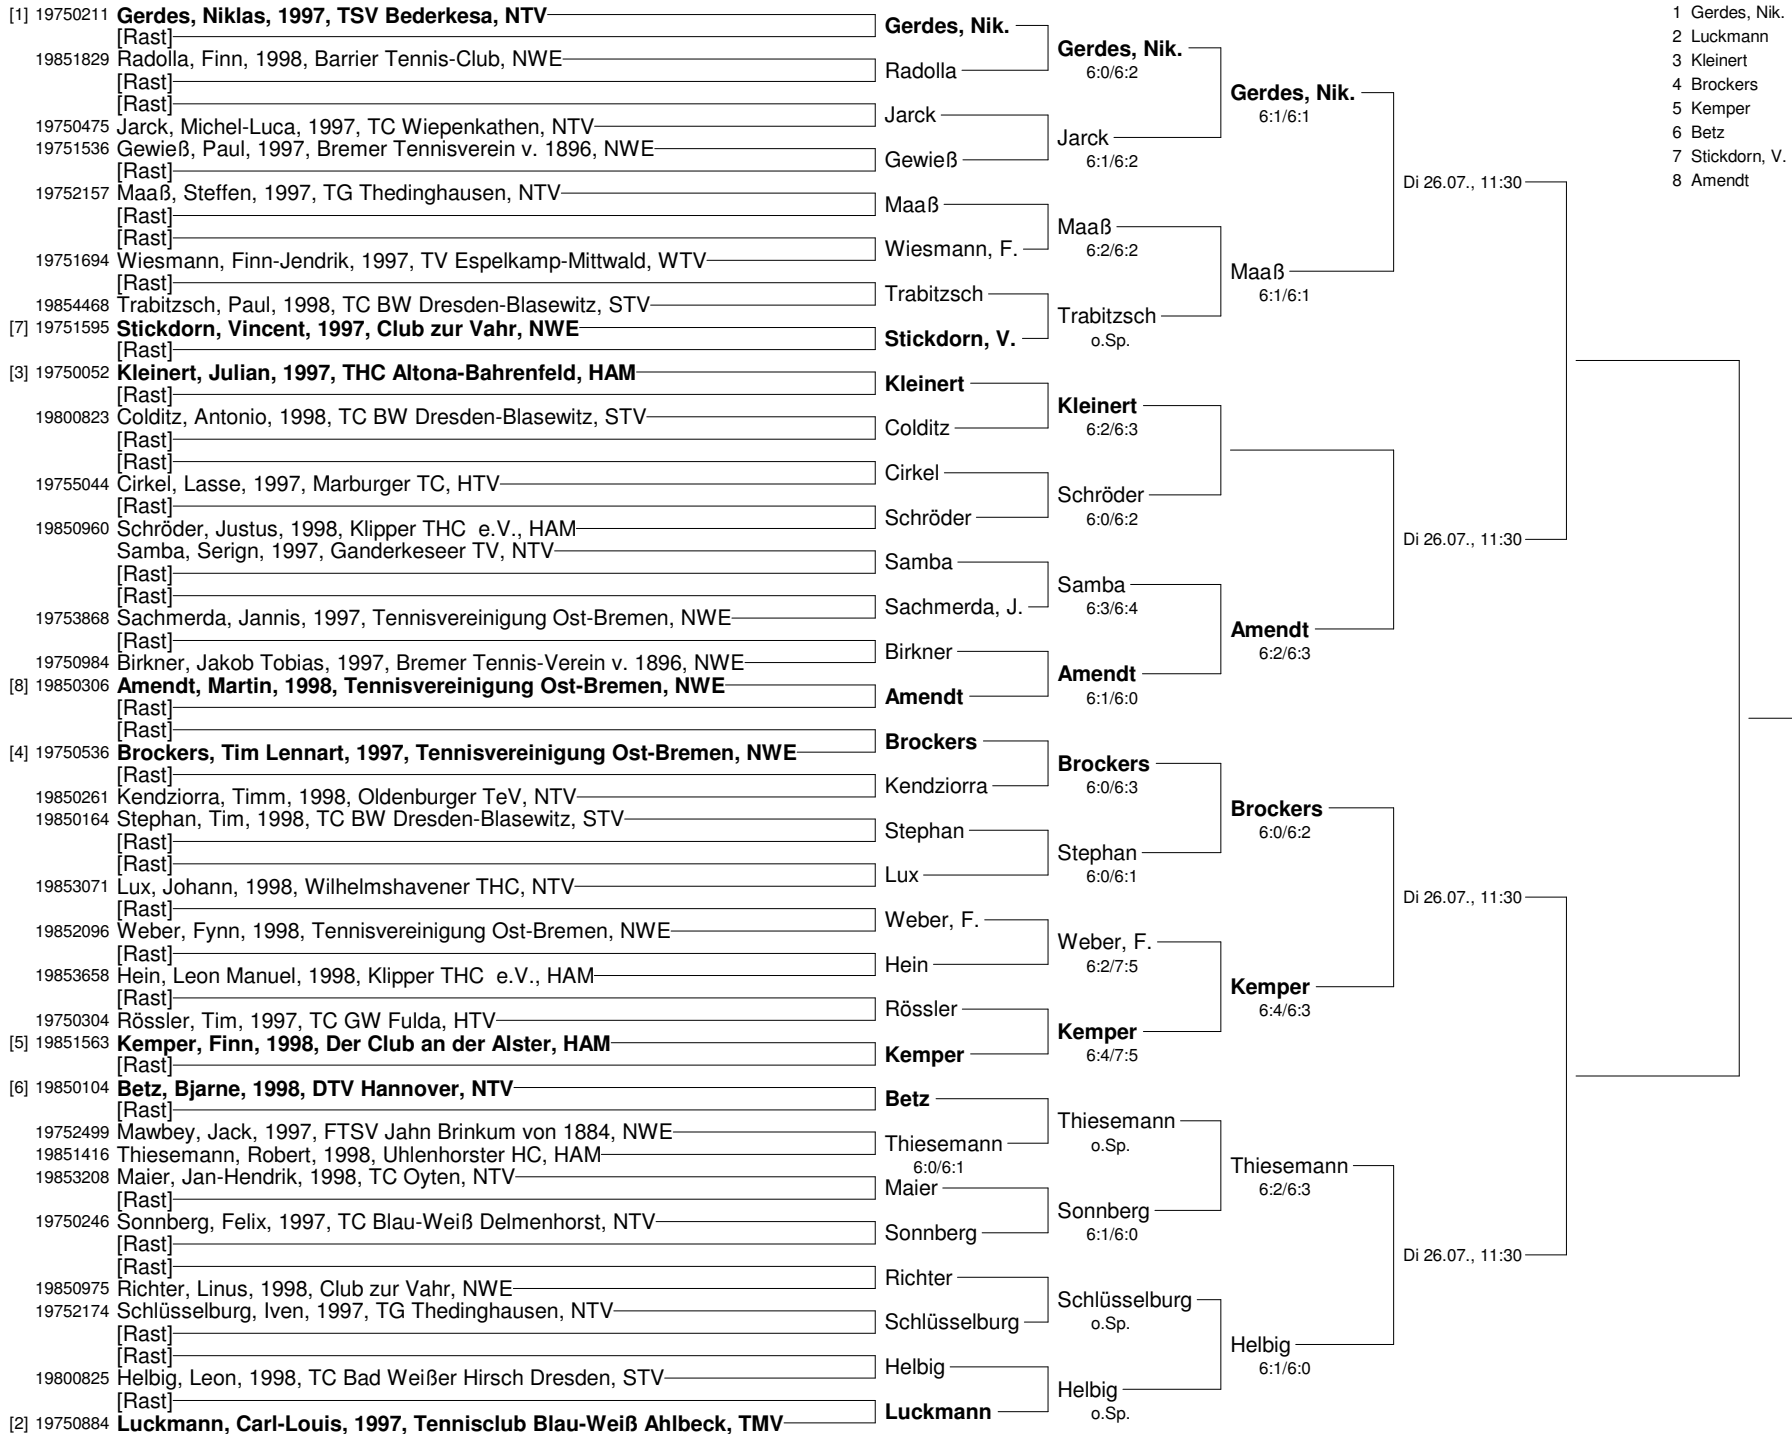 [1] 19750211 Gerdes, Niklas, 1997, TSV Bederkesa, NTV
[Rast]
19851829 Radolla, Finn, 1998, Barrier Tennis-Club, NWE
[Rast]
[Rast]
19750475 Jarck, Michel-Luca, 1997, TC Wiepenkathen, NTV
19751536 Gewieß, Paul, 1997, Bremer Tennisverein v. 1896, NWE
[Rast]
19752157 Maaß, Steffen, 1997, TG Thedinghausen, NTV
[Rast]
[Rast]
19751694 Wiesmann, Finn-Jendrik, 1997, TV Espelkamp-Mittwald, WTV
[Rast]
19854468 Trabitzsch, Paul, 1998, TC BW Dresden-Blasewitz, STV
[7] 19751595 Stickdorn, Vincent, 1997, Club zur Vahr, NWE
[Rast]
[3] 19750052 Kleinert, Julian, 1997, THC Altona-Bahrenfeld, HAM
[Rast]
19800823 Colditz, Antonio, 1998, TC BW Dresden-Blasewitz, STV
[Rast]
[Rast]
19755044 Cirkel, Lasse, 1997, Marburger TC, HTV
[Rast]
19850960 Schröder, Justus, 1998, Klipper THC e.V., HAM
Samba, Serign, 1997, Ganderkeseer TV, NTV
[Rast]
[Rast]
19753868 Sachmerda, Jannis, 1997, Tennisvereinigung Ost-Bremen, NWE
[Rast]
19750984 Birkner, Jakob Tobias, 1997, Bremer Tennis-Verein v. 1896, NWE
[8] 19850306 Amendt, Martin, 1998, Tennisvereinigung Ost-Bremen, NWE
[Rast]
[Rast]
[4] 19750536 Brockers, Tim Lennart, 1997, Tennisvereinigung Ost-Bremen, NWE
[Rast]
19850261 Kendziorra, Timm, 1998, Oldenburger TeV, NTV
19850164 Stephan, Tim, 1998, TC BW Dresden-Blasewitz, STV
[Rast]
[Rast]
19853071 Lux, Johann, 1998, Wilhelmshavener THC, NTV
[Rast]
19852096 Weber, Fynn, 1998, Tennisvereinigung Ost-Bremen, NWE
[Rast]
19853658 Hein, Leon Manuel, 1998, Klipper THC e.V., HAM
[Rast]
19750304 Rössler, Tim, 1997, TC GW Fulda, HTV
[5] 19851563 Kemper, Finn, 1998, Der Club an der Alster, HAM
[Rast]
[6] 19850104 Betz, Bjarne, 1998, DTV Hannover, NTV
[Rast]
19752499 Mawbey, Jack, 1997, FTSV Jahn Brinkum von 1884, NWE
19851416 Thiesemann, Robert, 1998, Uhlenhorster HC, HAM
19853208 Maier, Jan-Hendrik, 1998, TC Oyten, NTV
[Rast]
19750246 Sonnberg, Felix, 1997, TC Blau-Weiß Delmenhorst, NTV
[Rast]
[Rast]
19850975 Richter, Linus, 1998, Club zur Vahr, NWE
19752174 Schlüsselburg, Iven, 1997, TG Thedinghausen, NTV
[Rast]
[Rast]
19800825 Helbig, Leon, 1998, TC Bad Weißer Hirsch Dresden, STV
[Rast]
[2] 19750884 Luckmann, Carl-Louis, 1997, Tennisclub Blau-Weiß Ahlbeck, TMV
Gerdes, Nik.
Radolla
Jarck
Gewieß
Maaß
Wiesmann, F.
Trabitzsch
Stickdorn, V.
Kleinert
Colditz
Cirkel
Schröder
Samba
Sachmerda, J.
Birkner
Amendt
Brockers
Kendziorra
Stephan
Lux
Weber, F.
Hein
Rössler
Kemper
Betz
Thiesemann
6:0/6:1
Maier
Sonnberg
Richter
Schlüsselburg
Helbig
Luckmann
Gerdes, Nik.
6:0/6:2
Jarck
6:1/6:2
Maaß
6:2/6:2
Trabitzsch
o.Sp.
Kleinert
6:2/6:3
Schröder
6:0/6:2
Samba
6:3/6:4
Amendt
6:1/6:0
Brockers
6:0/6:3
Stephan
6:0/6:1
Weber, F.
6:2/7:5
Kemper
6:4/7:5
Thiesemann
o.Sp.
Sonnberg
6:1/6:0
Schlüsselburg
o.Sp.
Helbig
o.Sp.
Gerdes, Nik.
6:1/6:1
Maaß
6:1/6:1
Amendt
6:2/6:3
Brockers
6:0/6:2
Kemper
6:4/6:3
Thiesemann
6:2/6:3
Helbig
6:1/6:0
Di 26.07., 11:30
Di 26.07., 11:30
Di 26.07., 11:30
Di 26.07., 11:30
1 Gerdes, Nik.
2 Luckmann
3 Kleinert
4 Brockers
5 Kemper
6 Betz
7 Stickdorn, V.
8 Amendt